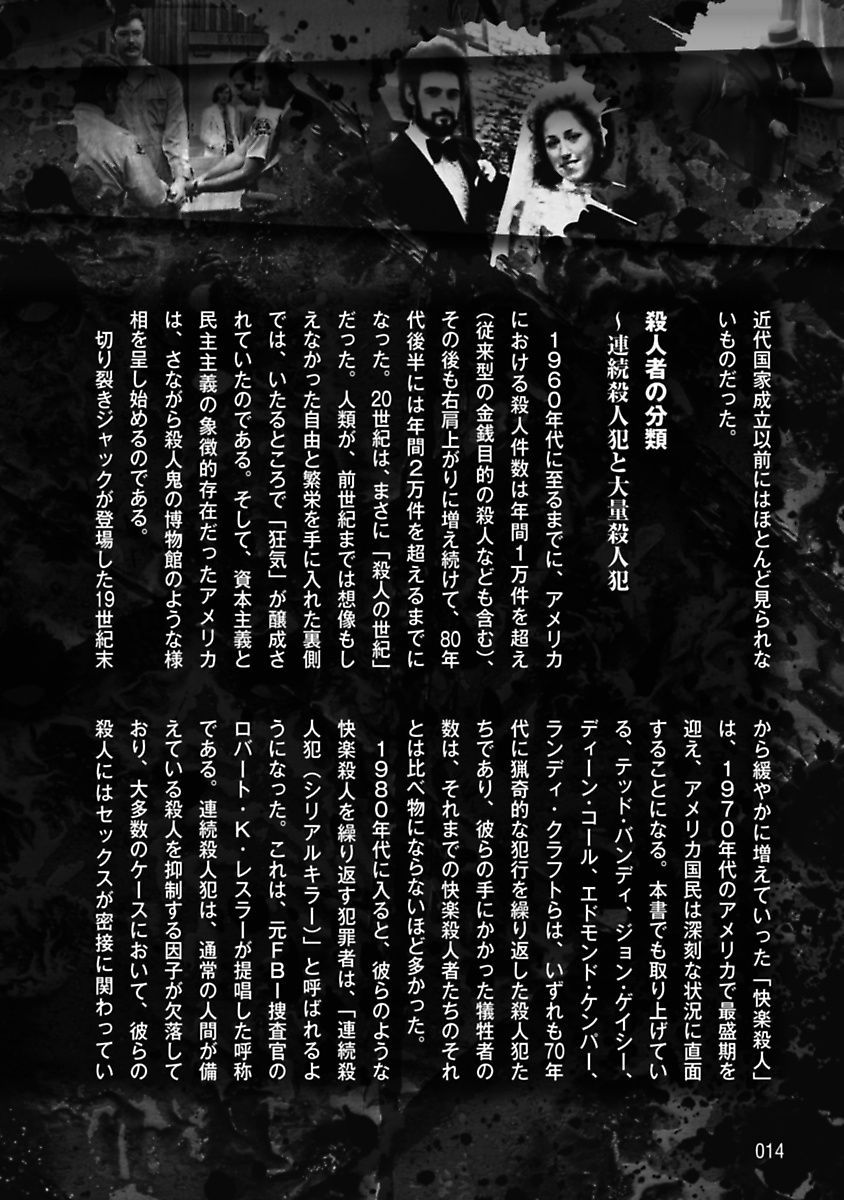 近代国家成立以前にはほとんど見られな
いものだった。
殺人者の分類
～連続殺人犯と大量殺人犯
１９６０年代に至るまでに、アメリカ
における殺人件数は年間１万件を超え
（従来型の金銭目的の殺人なども含む）、
その後も右肩上がりに増え続けて、80年
代後半には年間２万件を超えるまでに
なった。20世紀は、まさに「殺人の世紀」
だった。人類が、前世紀までは想像もし
えなかった自由と繁栄を手に入れた裏側
では、いたるところで「狂気」が醸成さ
れていたのである。そして、資本主義と
民主主義の象徴的存在だったアメリカ
は、さながら殺人鬼の博物館のような様
相を呈し始めるのである。
切り裂きジャックが登場した19世紀末
から緩やかに増えていった「快楽殺人」
は、１９７０年代のアメリカで最盛期を
迎え、アメリカ国民は深刻な状況に直面
することになる。本書でも取り上げてい
る、テッド・バンディ、ジョン・ゲイシー、
ディーン・コール、エドモンド・ケンパー、
ランディ・クラフトらは、いずれも70年
代に猟奇的な犯行を繰り返した殺人犯た
ちであり、彼らの手にかかった犠牲者の
数は、それまでの快楽殺人者たちのそれ
とは比べ物にならないほど多かった。
１９８０年代に入ると、彼らのような
快楽殺人を繰り返す犯罪者は、「連続殺
人犯（シリアルキラー）」と呼ばれるよ
うになった。これは、元ＦＢＩ捜査官の
ロバート・Ｋ・レスラーが提唱した呼称
である。連続殺人犯は、通常の人間が備
えている殺人を抑制する因子が欠落して
おり、大多数のケースにおいて、彼らの
殺人にはセックスが密接に関わってい
014